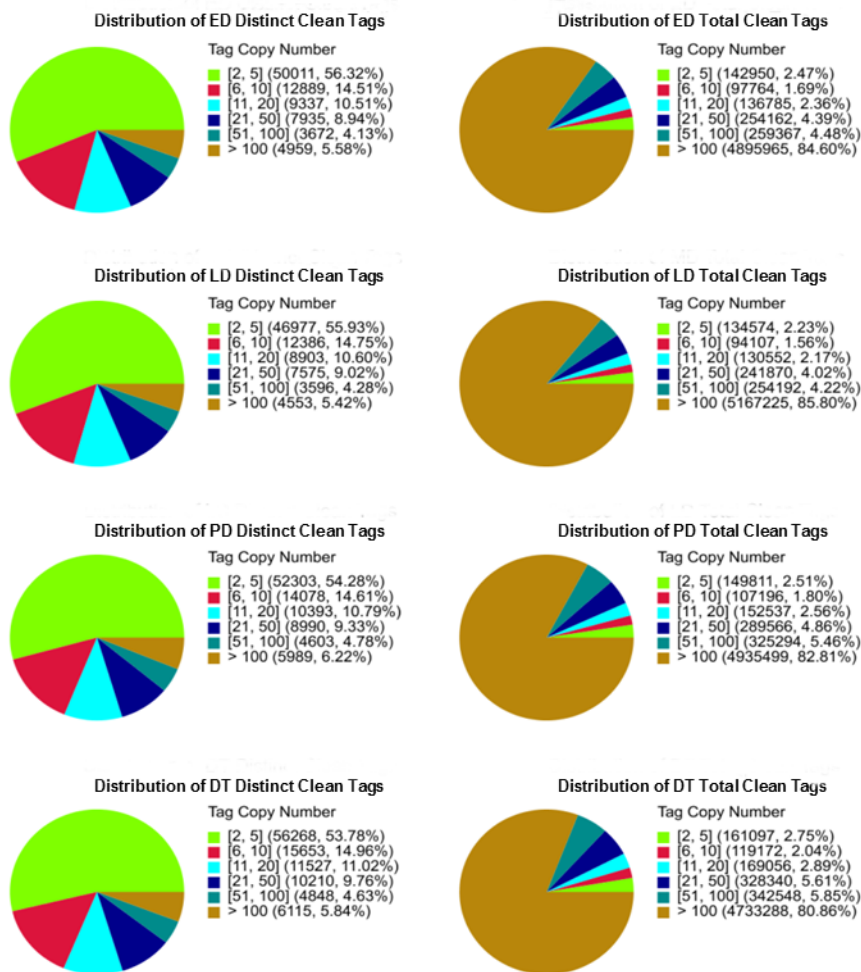 Distribution of ED Distinct Clean Tags
Tag Copy Number
[2, 5] (50011, 56.32%)
[6, 10] (12889, 14.51%)
[11, 20] (9337, 10.51%)
[21, 50] (7935, 8.94%)
[51, 100] (3672, 4.13%)
> 100 (4959, 5.58%)
Distribution of ED Total Clean Tags
Tag Copy Number
[2, 5] (142950, 2.47%)
[6, 10] (97764, 1.69%)
[11, 20] (136785, 2.36%)
[21, 50] (254162, 4.39%)
[51, 100] (259367, 4.48%)
> 100 (4895965, 84.60%)
Distribution of LD Distinct Clean Tags
Tag Copy Number
[2, 5] (46977, 55.93%)
[6, 10] (12386, 14.75%)
[11, 20] (8903, 10.60%)
[21, 50] (7575, 9.02%)
[51, 100] (3596, 4.28%)
> 100 (4553, 5.42%)
Distribution of LD Total Clean Tags
Tag Copy Number
[2, 5] (134574, 2.23%)
[6, 10] (94107, 1.56%)
[11, 20] (130552, 2.17%)
[21, 50] (241870, 4.02%)
[51, 100] (254192, 4.22%)
> 100 (5167225, 85.80%)
Distribution of PD Distinct Clean Tags
Tag Copy Number
[2, 5] (52303, 54.28%)
[6, 10] (14078, 14.61%)
[11, 20] (10393, 10.79%)
[21, 50] (8990, 9.33%)
[51, 100] (4603, 4.78%)
> 100 (5989, 6.22%)
Distribution of PD Total Clean Tags
Tag Copy Number
[2, 5] (149811, 2.51%)
[6, 10] (107196, 1.80%)
[11, 20] (152537, 2.56%)
[21, 50] (289566, 4.86%)
[51, 100] (325294, 5.46%)
> 100 (4935499, 82.81%)
Distribution of DT Distinct Clean Tags
Tag Copy Number
[2, 5] (56268, 53.78%)
[6, 10] (15653, 14.96%)
[11, 20] (11527, 11.02%)
[21, 50] (10210, 9.76%)
[51, 100] (4848, 4.63%)
> 100 (6115, 5.84%)
Distribution of DT Total Clean Tags
Tag Copy Number
[2, 5] (161097, 2.75%)
[6, 10] (119172, 2.04%)
[11, 20] (169056, 2.89%)
[21, 50] (328340, 5.61%)
[51, 100] (342548, 5.85%)
> 100 (4733288, 80.86%)